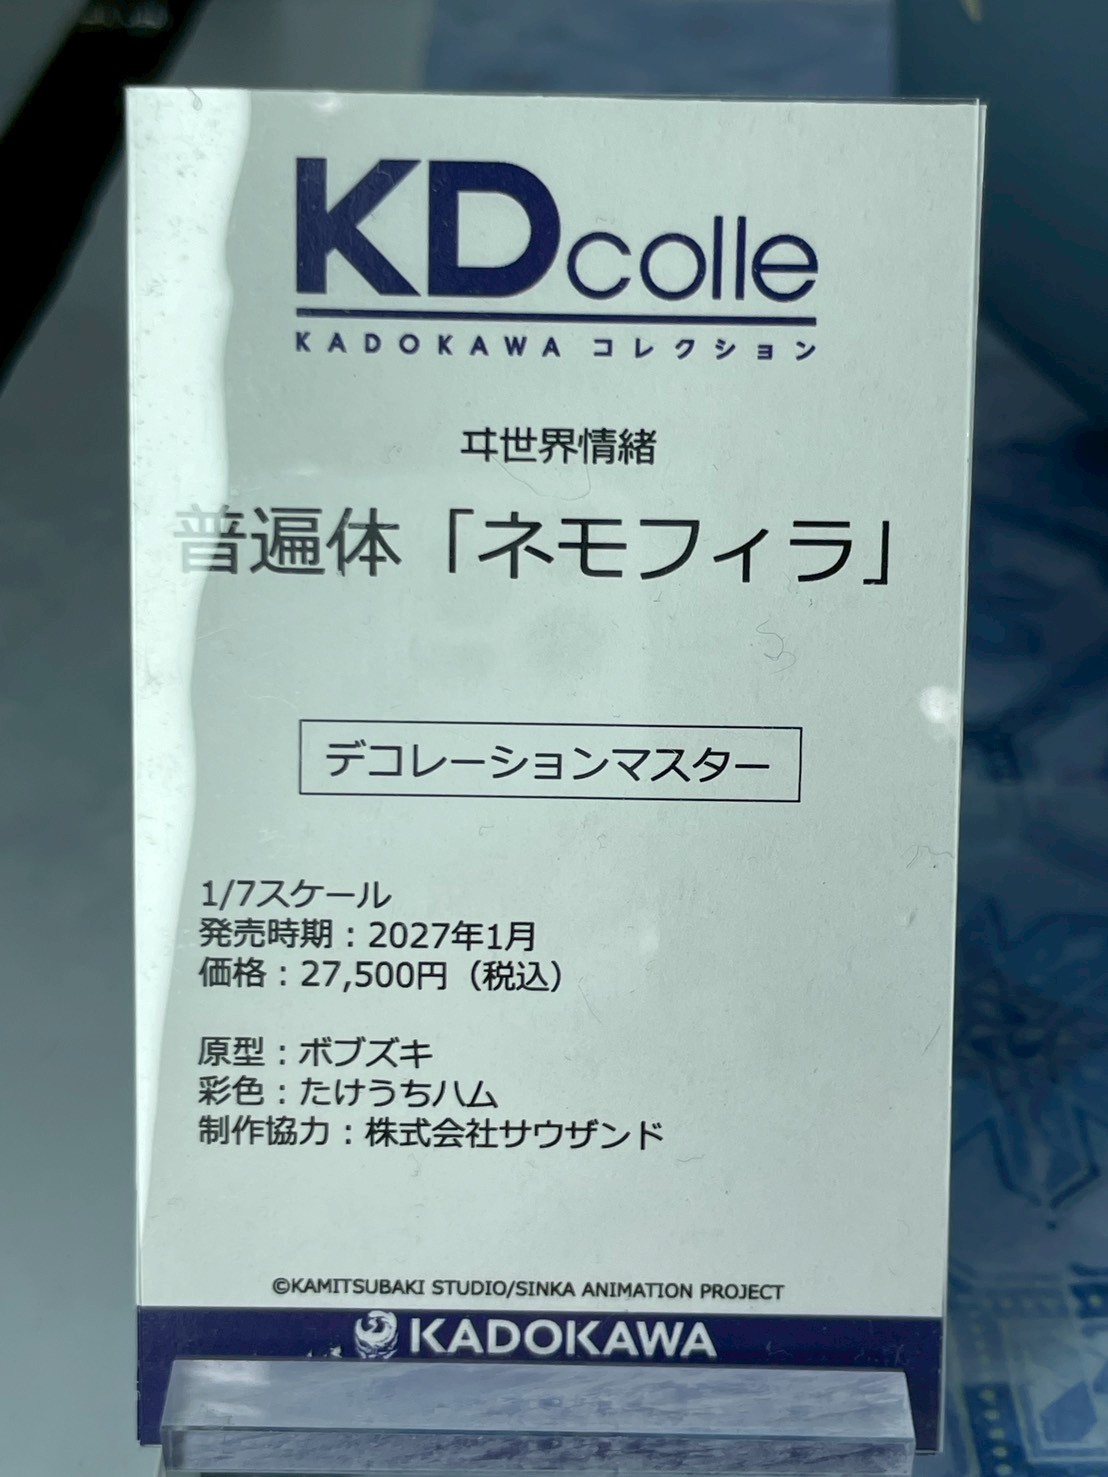 KDcolle
KADOKAWA コレクション
ヰ世界情緒
普遍体「ネモフィラ」
デコレーションマスター
1/7スケール
発売時期：2027年1月
価格：27,500円（税込）
原型：ボブズキ
彩色：たけうちハム
制作協力：株式会社サウザンド
©KAMITSUBAKI STUDIO/SINKA ANIMATION PROJECT
KADOKAWA